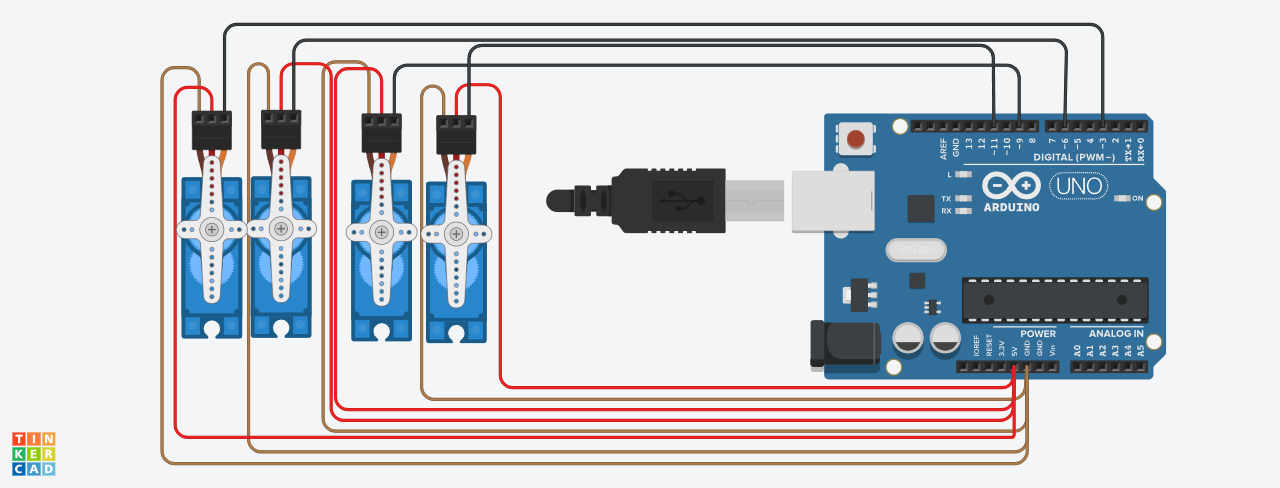 AREF
GND
13
12
~11
~10
~9
8
7
~6
~5
4
~3
2
TX→1
RX←0
DIGITAL (PWM~)
L
TX
RX
UNO
ON
ARDUINO
POWER
ANALOG IN
IOREF
RESET
3.3V
5V
GND
GND
Vin
A0
A1
A2
A3
A4
A5
TIN
KER
CAD